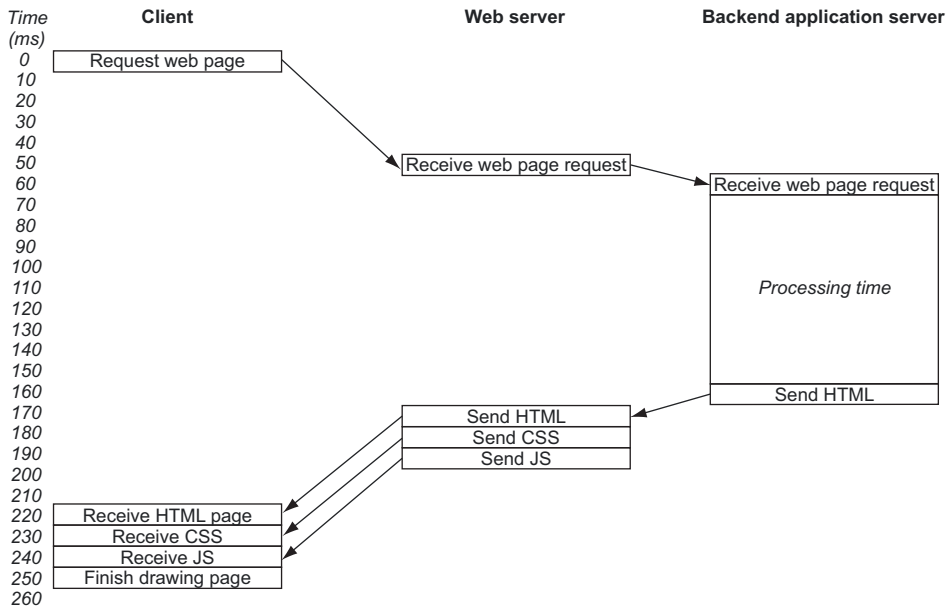 Time (ms)
Client
Web server
Backend application server
0
Request web page
10
20
30
40
50
Receive web page request
60
Receive web page request
70
80
90
100
110
Processing time
120
130
140
150
160
Send HTML
170
Send HTML
180
Send CSS
190
Send JS
200
210
220
Receive HTML page
230
Receive CSS
240
Receive JS
250
Finish drawing page
260